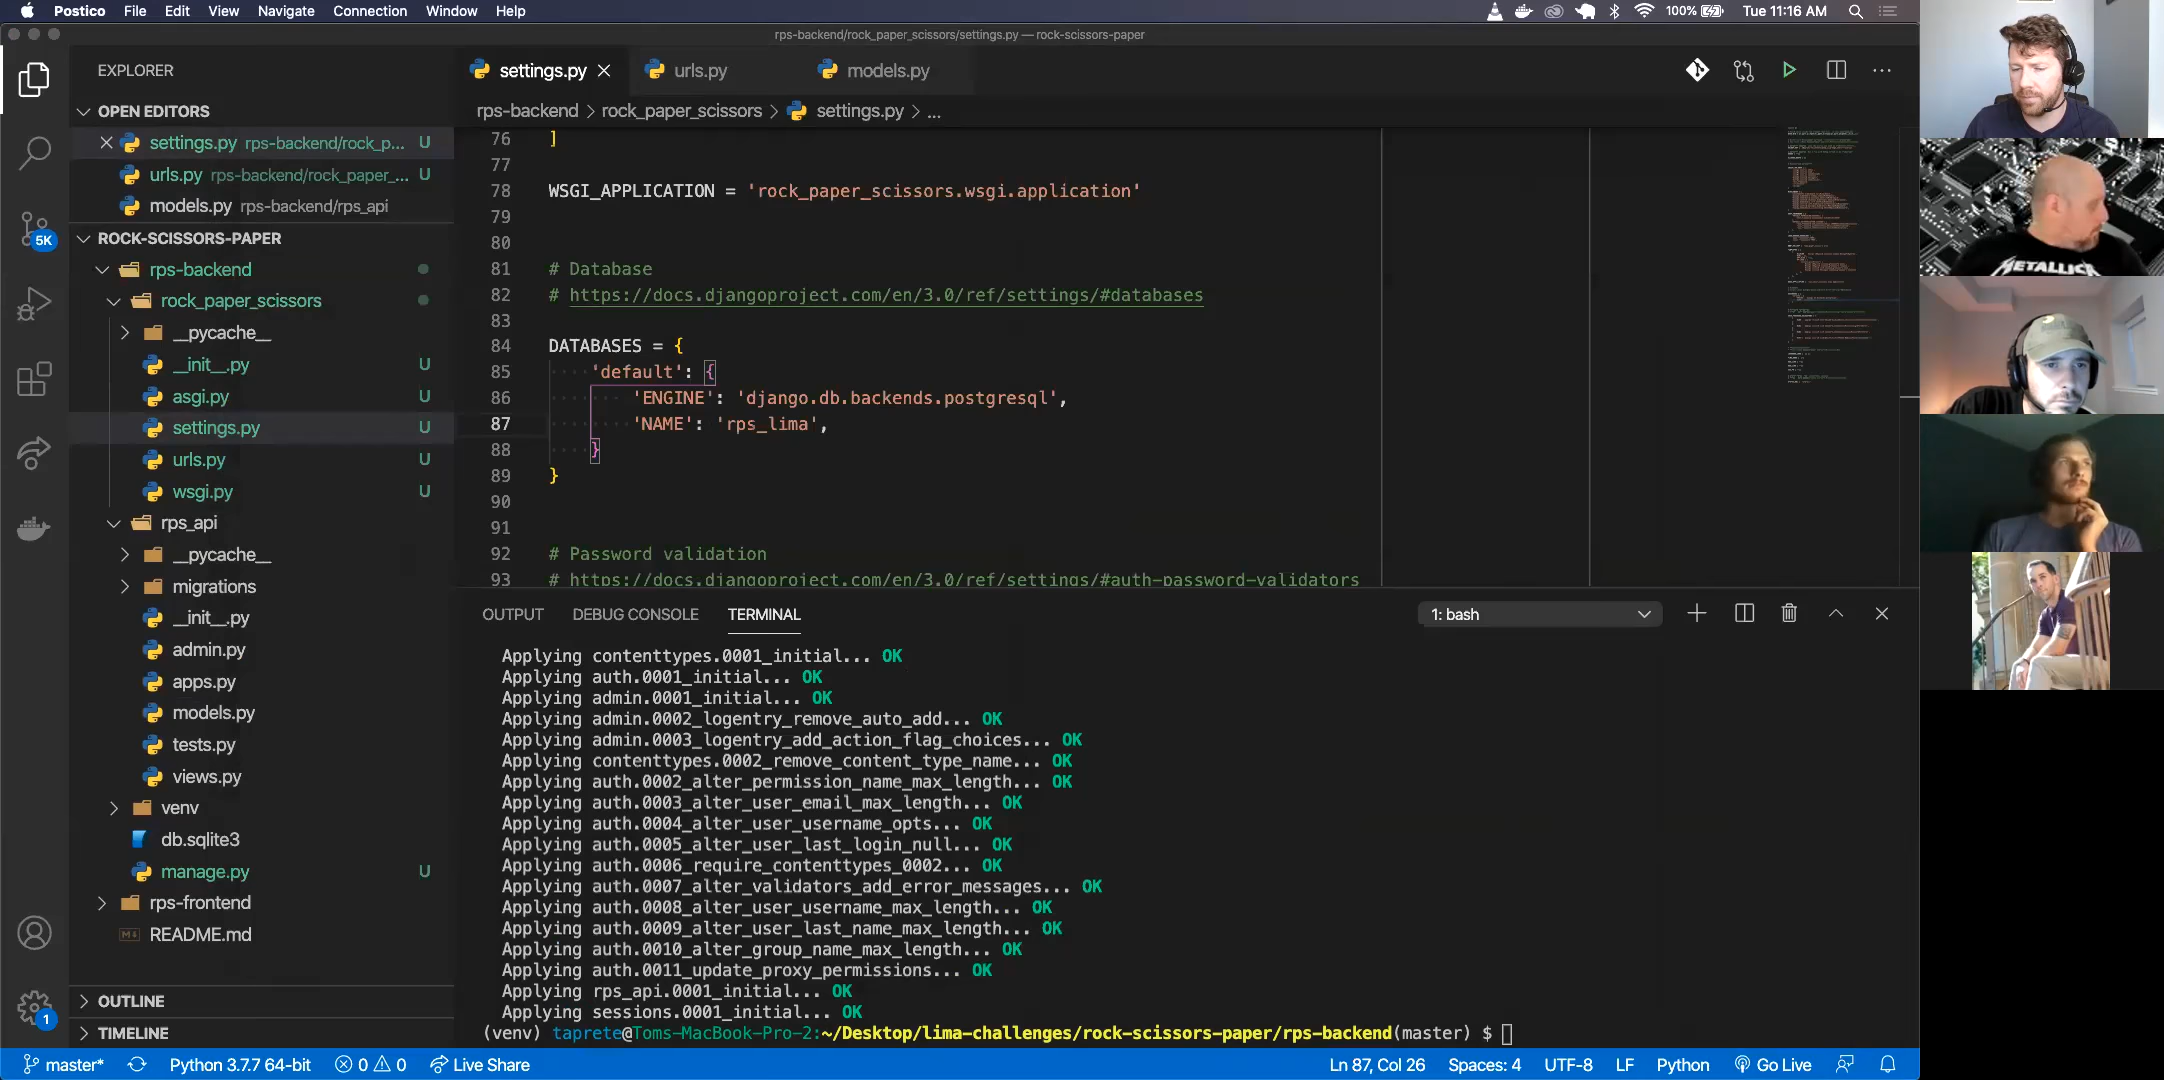 Postico File Edit View Navigate Connection Window Help
100% Tue 11:16 AM
rps-backend/rock_paper_scissors/settings.py — rock-scissors-paper
EXPLORER
OPEN EDITORS
settings.py rps-backend/rock_p... U
urls.py rps-backend/rock_paper_... U
models.py rps-backend/rps_api
5K
ROCK-SCISSORS-PAPER
rps-backend
rock_paper_scissors
__pycache__
__init__.py U
asgi.py U
settings.py U
urls.py U
wsgi.py U
rps_api
__pycache__
migrations
__init__.py
admin.py
apps.py
models.py
tests.py
views.py
venv
db.sqlite3
manage.py U
rps-frontend
README.md
OUTLINE
1
TIMELINE
settings.py urls.py models.py
rps-backend > rock_paper_scissors > settings.py > ...
76 ]
77
78 WSGI_APPLICATION = 'rock_paper_scissors.wsgi.application'
79
80
81 # Database
82 # https://docs.djangoproject.com/en/3.0/ref/settings/#databases
83
84 DATABASES = {
85 'default': {
86 'ENGINE': 'django.db.backends.postgresql',
87 'NAME': 'rps_lima',
88 }
89 }
90
91
92 # Password validation
93 # https://docs.djangoproject.com/en/3.0/ref/settings/#auth-password-validators
OUTPUT DEBUG CONSOLE TERMINAL 1: bash
Applying contenttypes.0001_initial... OK
Applying auth.0001_initial... OK
Applying admin.0001_initial... OK
Applying admin.0002_logentry_remove_auto_add... OK
Applying admin.0003_logentry_add_action_flag_choices... OK
Applying contenttypes.0002_remove_content_type_name... OK
Applying auth.0002_alter_permission_name_max_length... OK
Applying auth.0003_alter_user_email_max_length... OK
Applying auth.0004_alter_user_username_opts... OK
Applying auth.0005_alter_user_last_login_null... OK
Applying auth.0006_require_contenttypes_0002... OK
Applying auth.0007_alter_validators_add_error_messages... OK
Applying auth.0008_alter_user_username_max_length... OK
Applying auth.0009_alter_user_last_name_max_length... OK
Applying auth.0010_alter_group_name_max_length... OK
Applying auth.0011_update_proxy_permissions... OK
Applying rps_api.0001_initial... OK
Applying sessions.0001_initial... OK
(venv) taprete@Toms-MacBook-Pro-2:~/Desktop/lima-challenges/rock-scissors-paper/rps-backend(master) $
master* Python 3.7.7 64-bit 0 0 Live Share Ln 87, Col 26 Spaces: 4 UTF-8 LF Python Go Live
METALLICA